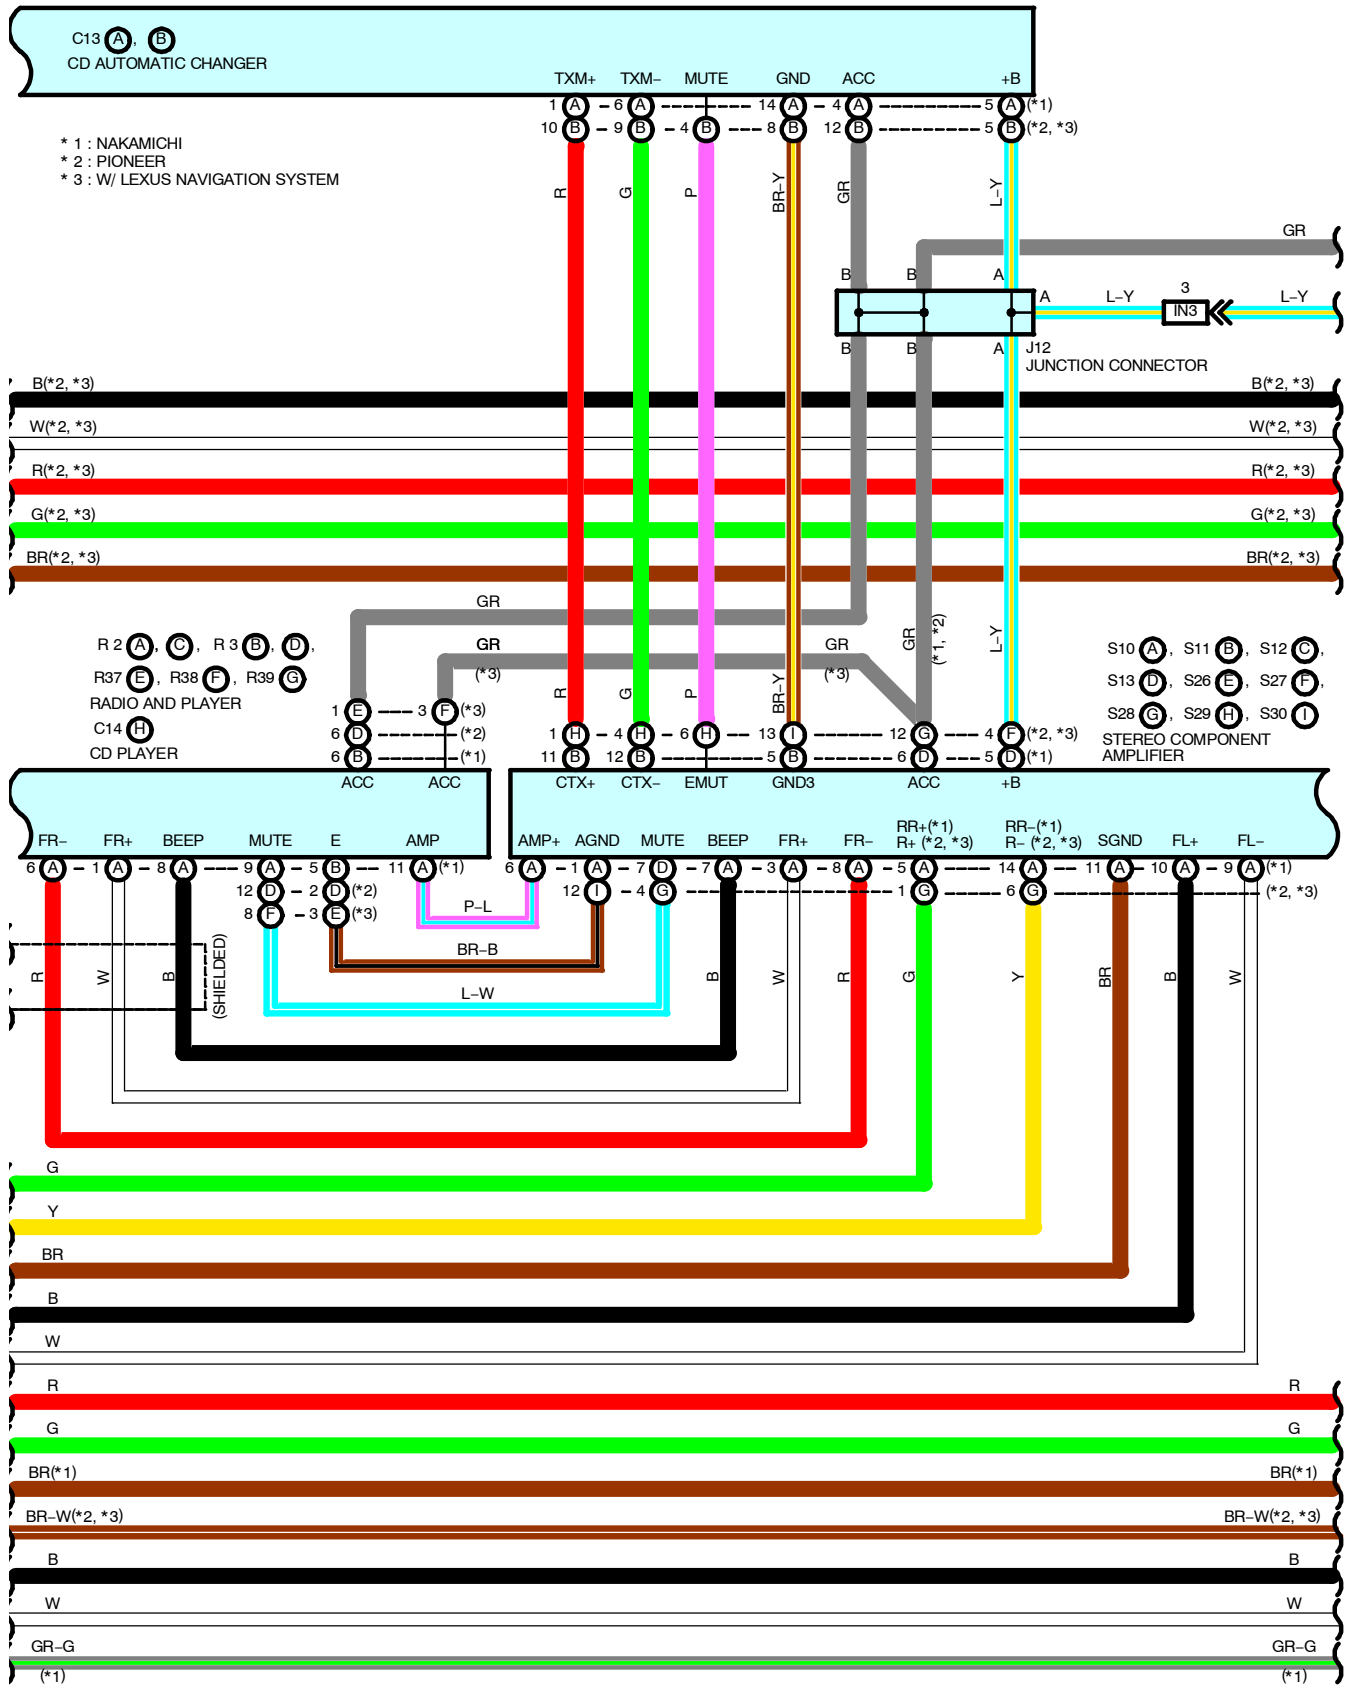 C13 A, B
CD AUTOMATIC CHANGER
TXM+ TXM- MUTE GND ACC +B
1 A 6 A 14 A 4 A 5 A (*1)
10 B 9 B 4 B 8 B 12 B 5 B (*2, *3)
* 1 : NAKAMICHI
* 2 : PIONEER
* 3 : W/ LEXUS NAVIGATION SYSTEM
R G P BR-Y GR L-Y
GR
B B A
A L-Y 3 IN3 L-Y
B B A J12
JUNCTION CONNECTOR
B(*2, *3) B(*2, *3)
W(*2, *3) W(*2, *3)
R(*2, *3) R(*2, *3)
G(*2, *3) G(*2, *3)
BR(*2, *3) BR(*2, *3)
GR
GR (*3) GR (*3)
GR (*1, *2)
L-Y
R 2 A, C, R 3 B, D,
R37 E, R38 F, R39 G
RADIO AND PLAYER
C14 H
CD PLAYER
S10 A, S11 B, S12 C,
S13 D, S26 E, S27 F,
S28 G, S29 H, S30 I
STEREO COMPONENT
AMPLIFIER
R G P BR-Y
1 E 3 F (*3)
6 D (*2)
6 B (*1)
1 H 4 H 6 H 13 I 12 G 4 F (*2, *3)
11 B 12 B 5 B 6 D 5 D (*1)
ACC ACC
CTX+ CTX- EMUT GND3 ACC +B
FR- FR+ BEEP MUTE E AMP
AMP+ AGND MUTE BEEP FR+ FR- RR+(*1) R+ (*2, *3) RR-(*1) R- (*2, *3) SGND FL+ FL-
6 A 1 A 8 A 9 A 5 B 11 A (*1)
12 D 2 D (*2)
8 F 3 E (*3)
6 A 1 A 7 D 7 A 3 A 8 A 5 A 14 A 11 A 10 A 9 A (*1)
12 I 4 G 1 G 6 G (*2, *3)
P-L
BR-B
L-W
R W B (SHIELDED)
B W R G Y BR B W
G
Y
BR
B
W
R R
G G
BR(*1) BR(*1)
BR-W(*2, *3) BR-W(*2, *3)
B B
W W
GR-G GR-G
(*1) (*1)